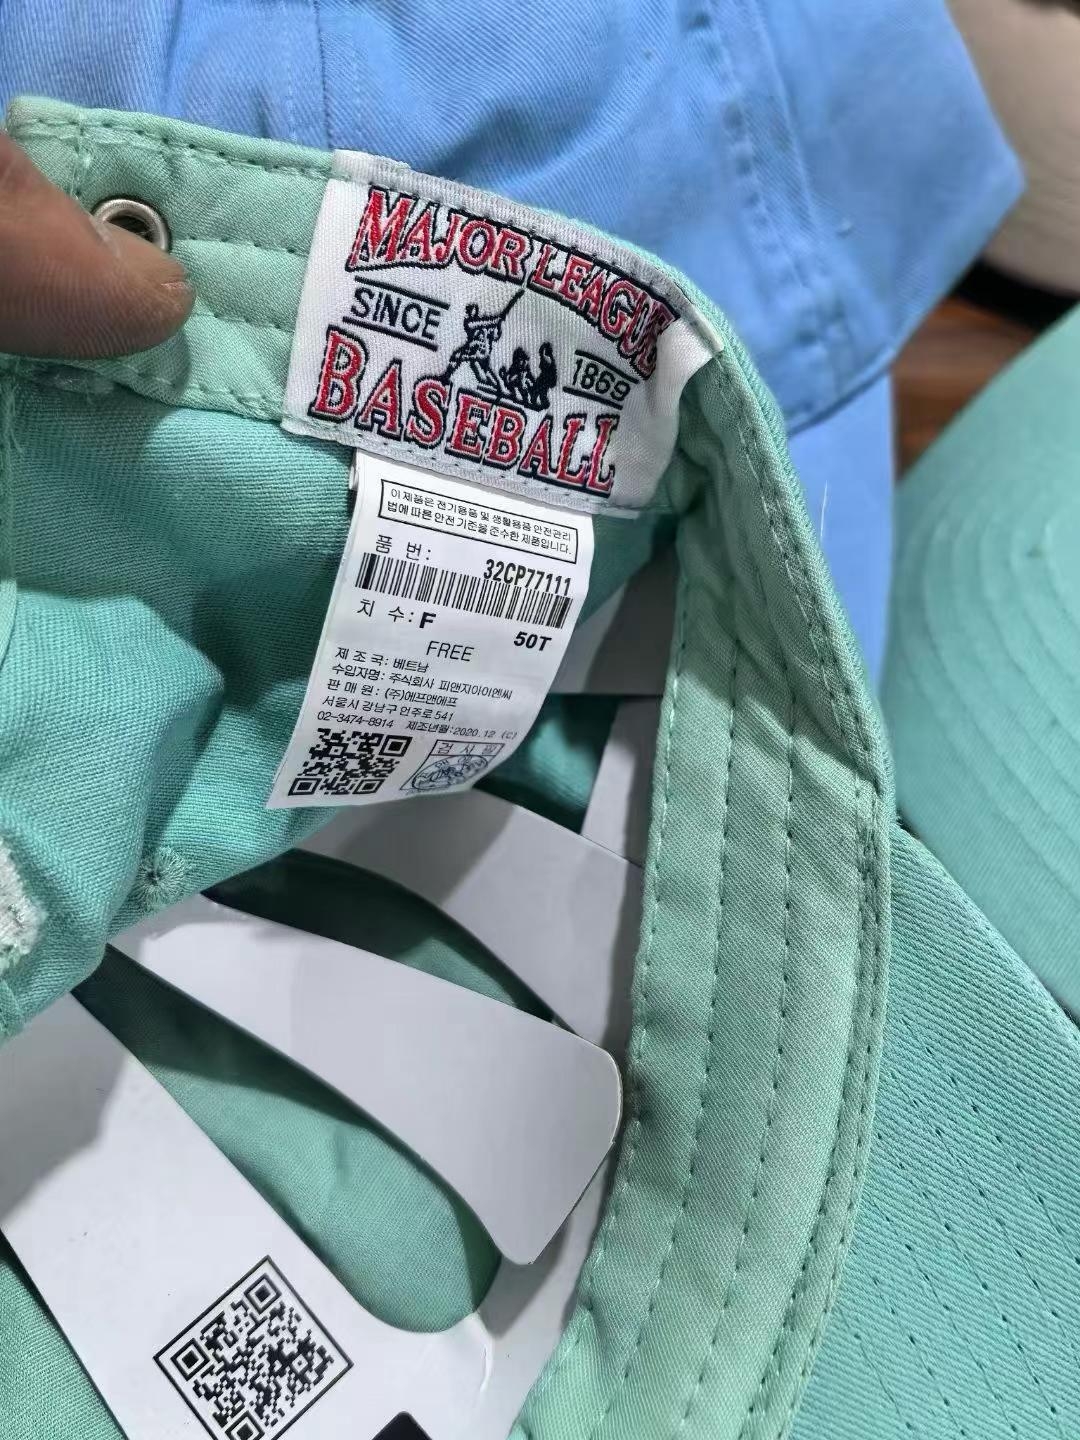 MAJOR LEAGUE
SINCE
1869
BASEBALL
이 제품은 전기용품 및 생활용품 안전관리
법에 따른 안전기준을 준수한 제품입니다.
품 번:
32CP77111
치 수: F
50T
FREE
제 조 국: 베트남
수입자명: 주식회사 피앤지아이엔씨
판 매 원: (주)에프앤에프
서울시 강남구 언주로 541
02-3474-8914 제조년월:2020.12 (C)
검 사 필